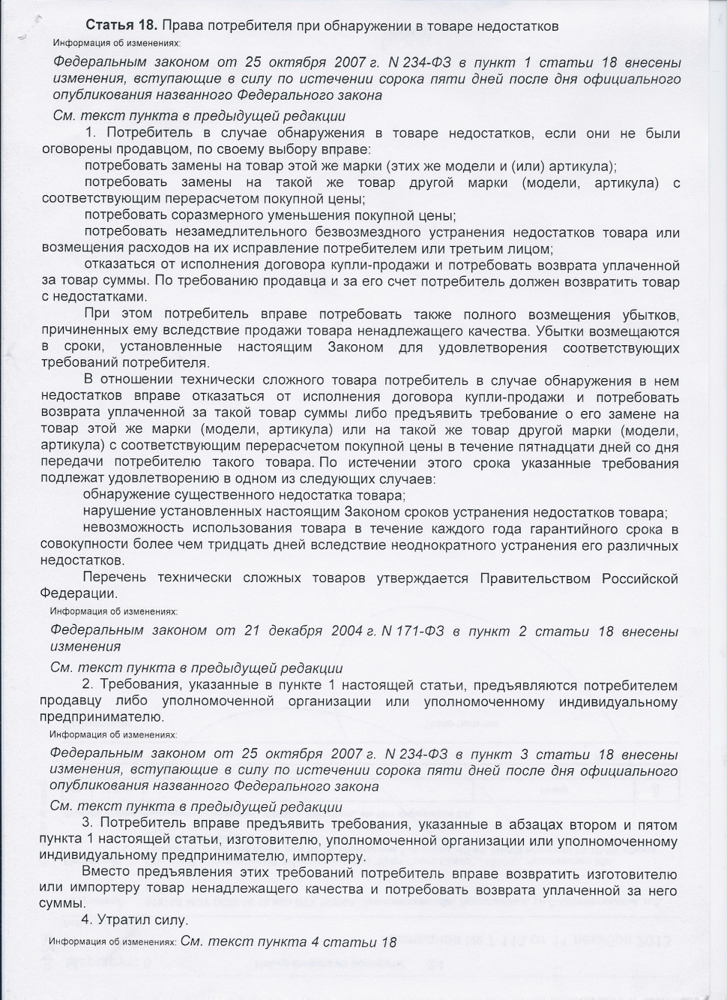 Статья 18. Права потребителя при обнаружении в товаре недостатков
Информация об изменениях:
Федеральным законом от 25 октября 2007 г. N 234-ФЗ в пункт 1 статьи 18 внесены
изменения, вступающие в силу по истечении сорока пяти дней после дня официального
опубликования названного Федерального закона
См. текст пункта в предыдущей редакции
1. Потребитель в случае обнаружения в товаре недостатков, если они не были
оговорены продавцом, по своему выбору вправе:
потребовать замены на товар этой же марки (этих же модели и (или) артикула);
потребовать замены на такой же товар другой марки (модели, артикула) с
соответствующим перерасчетом покупной цены;
потребовать соразмерного уменьшения покупной цены;
потребовать незамедлительного безвозмездного устранения недостатков товара или
возмещения расходов на их исправление потребителем или третьим лицом;
отказаться от исполнения договора купли-продажи и потребовать возврата уплаченной
за товар суммы. По требованию продавца и за его счет потребитель должен возвратить товар
с недостатками.
При этом потребитель вправе потребовать также полного возмещения убытков,
причиненных ему вследствие продажи товара ненадлежащего качества. Убытки возмещаются
в сроки, установленные настоящим Законом для удовлетворения соответствующих
требований потребителя.
В отношении технически сложного товара потребитель в случае обнаружения в нем
недостатков вправе отказаться от исполнения договора купли-продажи и потребовать
возврата уплаченной за такой товар суммы либо предъявить требование о его замене на
товар этой же марки (модели, артикула) или на такой же товар другой марки (модели,
артикула) с соответствующим перерасчетом покупной цены в течение пятнадцати дней со дня
передачи потребителю такого товара. По истечении этого срока указанные требования
подлежат удовлетворению в одном из следующих случаев:
обнаружение существенного недостатка товара;
нарушение установленных настоящим Законом сроков устранения недостатков товара;
невозможность использования товара в течение каждого года гарантийного срока в
совокупности более чем тридцать дней вследствие неоднократного устранения его различных
недостатков.
Перечень технически сложных товаров утверждается Правительством Российской
Федерации.
Информация об изменениях:
Федеральным законом от 21 декабря 2004 г. N 171-ФЗ в пункт 2 статьи 18 внесены
изменения
См. текст пункта в предыдущей редакции
2. Требования, указанные в пункте 1 настоящей статьи, предъявляются потребителем
продавцу либо уполномоченной организации или уполномоченному индивидуальному
предпринимателю.
Информация об изменениях:
Федеральным законом от 25 октября 2007 г. N 234-ФЗ в пункт 3 статьи 18 внесены
изменения, вступающие в силу по истечении сорока пяти дней после дня официального
опубликования названного Федерального закона
См. текст пункта в предыдущей редакции
3. Потребитель вправе предъявить требования, указанные в абзацах втором и пятом
пункта 1 настоящей статьи, изготовителю, уполномоченной организации или уполномоченному
индивидуальному предпринимателю, импортеру.
Вместо предъявления этих требований потребитель вправе возвратить изготовителю
или импортеру товар ненадлежащего качества и потребовать возврата уплаченной за него
суммы.
4. Утратил силу.
Информация об изменениях: См. текст пункта 4 статьи 18